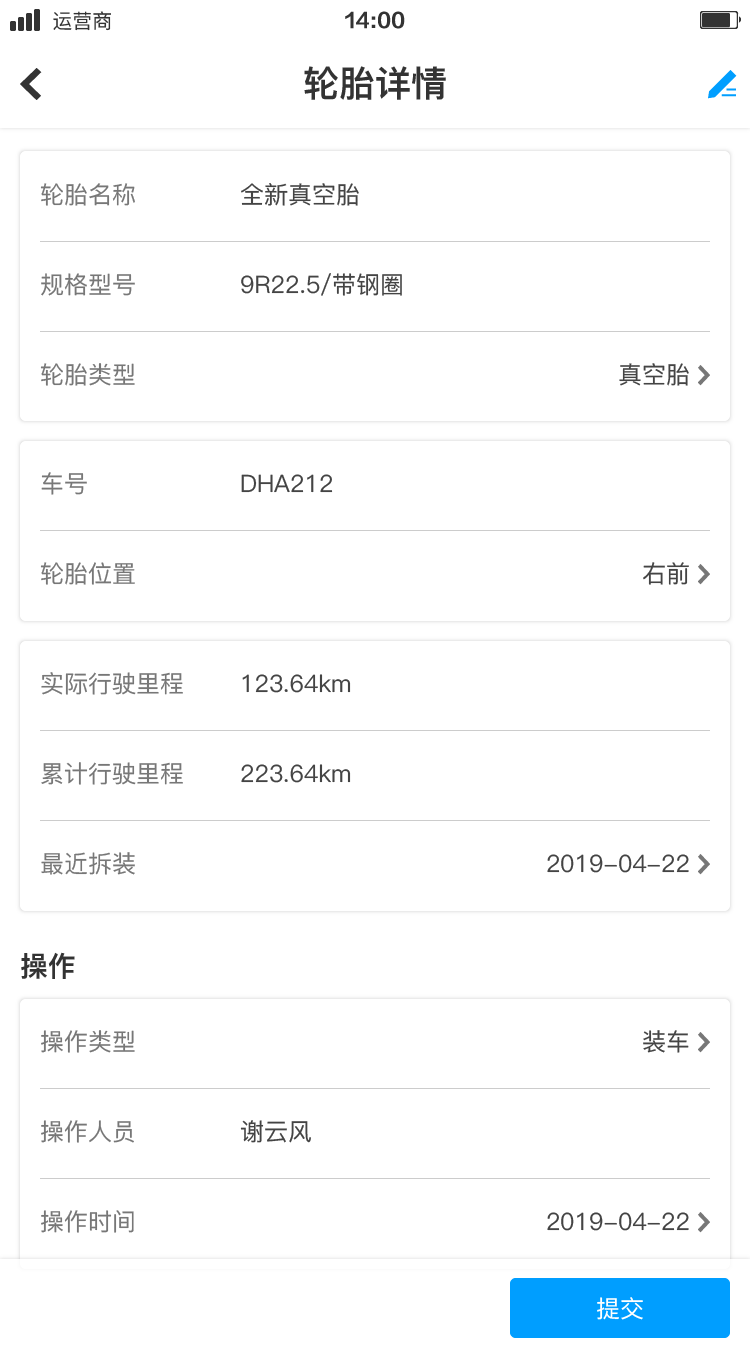 运营商 14:00
轮胎详情
轮胎名称 全新真空胎
规格型号 9R22.5/带钢圈
轮胎类型 真空胎
车号 DHA212
轮胎位置 右前
实际行驶里程 123.64km
累计行驶里程 223.64km
最近拆装 2019-04-22
操作
操作类型 装车
操作人员 谢云风
操作时间 2019-04-22
提交